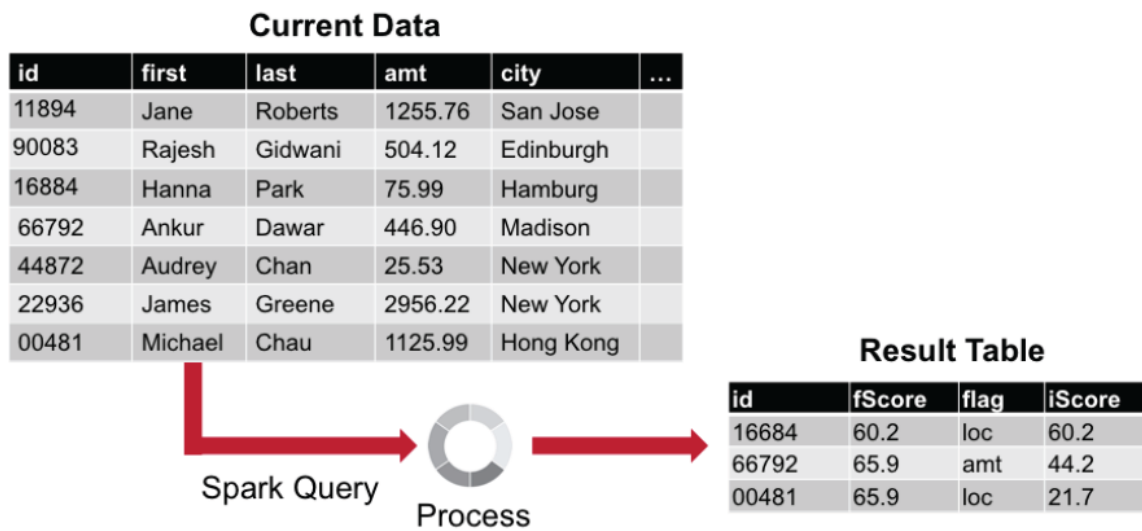 Current Data
id first last amt city ...
11894 Jane Roberts 1255.76 San Jose
90083 Rajesh Gidwani 504.12 Edinburgh
16884 Hanna Park 75.99 Hamburg
66792 Ankur Dawar 446.90 Madison
44872 Audrey Chan 25.53 New York
22936 James Greene 2956.22 New York
00481 Michael Chau 1125.99 Hong Kong
Spark Query
Process
Result Table
id fScore flag iScore
16684 60.2 loc 60.2
66792 65.9 amt 44.2
00481 65.9 loc 21.7